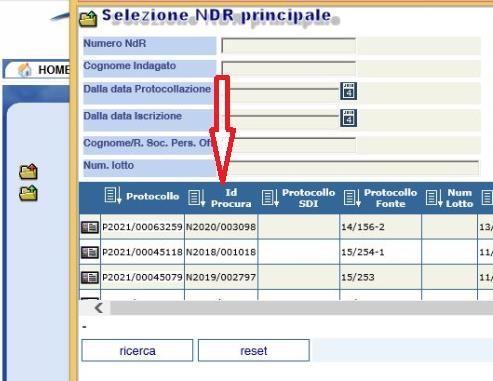 Selezione NDR principale
HOME
Numero NdR
Cognome Indagato
Dalla data Protocollazione
Dalla data Iscrizione
Cognome/R. Soc. Pers. Off
Num. lotto
Protocollo Id Procura Protocollo SDI Protocollo Fonte Num Lotto
P2021/00063259 N2020/003098 14/156-2 13/
P2021/00045118 N2018/001018 15/254-1 11/
P2021/00045079 N2019/002797 15/253 11/
-
ricerca reset